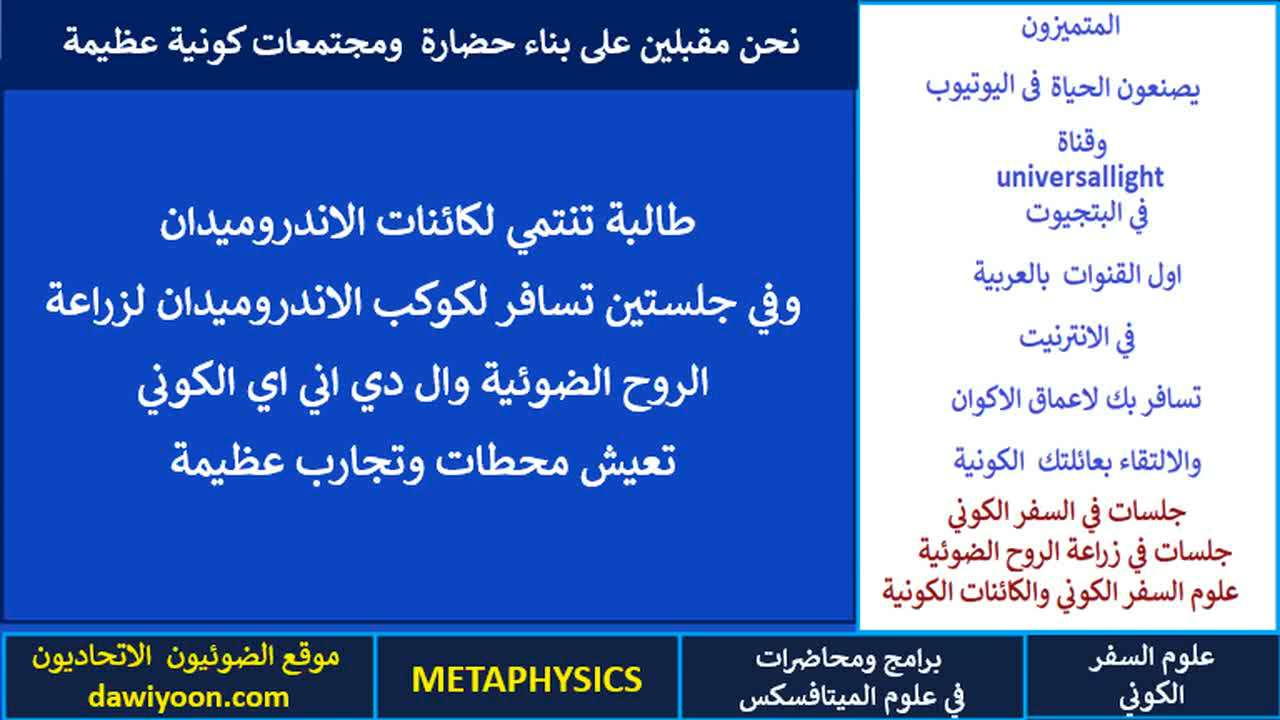 نحن مقبلين على بناء حضارة ومجتمعات كونية عظيمة
طالبة تنتمي لكائنات الاندروميدان
وفي جلستين تسافر لكوكب الاندروميدان لزراعة
الروح الضوئية وال دي اني اي الكوني
تعيش محطات وتجارب عظيمة
المتميزون
يصنعون الحياة فى اليوتيوب
وقناة
universallight
في البتجيوت
اول القنوات بالعربية
في الانترنيت
تسافر بك لاعماق الاكوان
والالتقاء بعائلتك الكونية
جلسات في السفر الكوني
جلسات في زراعة الروح الضوئية
علوم السفر الكوني والكائنات الكونية
علوم السفر
الكوني
برامج ومحاضرات
في علوم الميتافسكس
METAPHYSICS
موقع الضوئيون الاتحاديون
dawiyoon.com